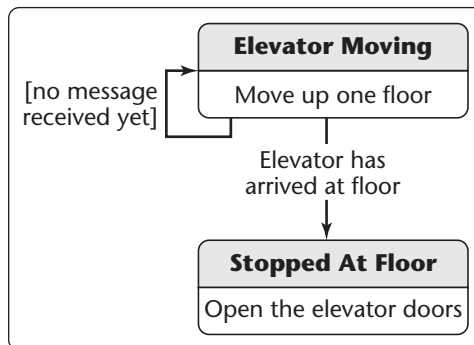 Elevator Moving
Move up one floor
[no message
received yet]
Elevator has
arrived at floor
Stopped At Floor
Open the elevator doors